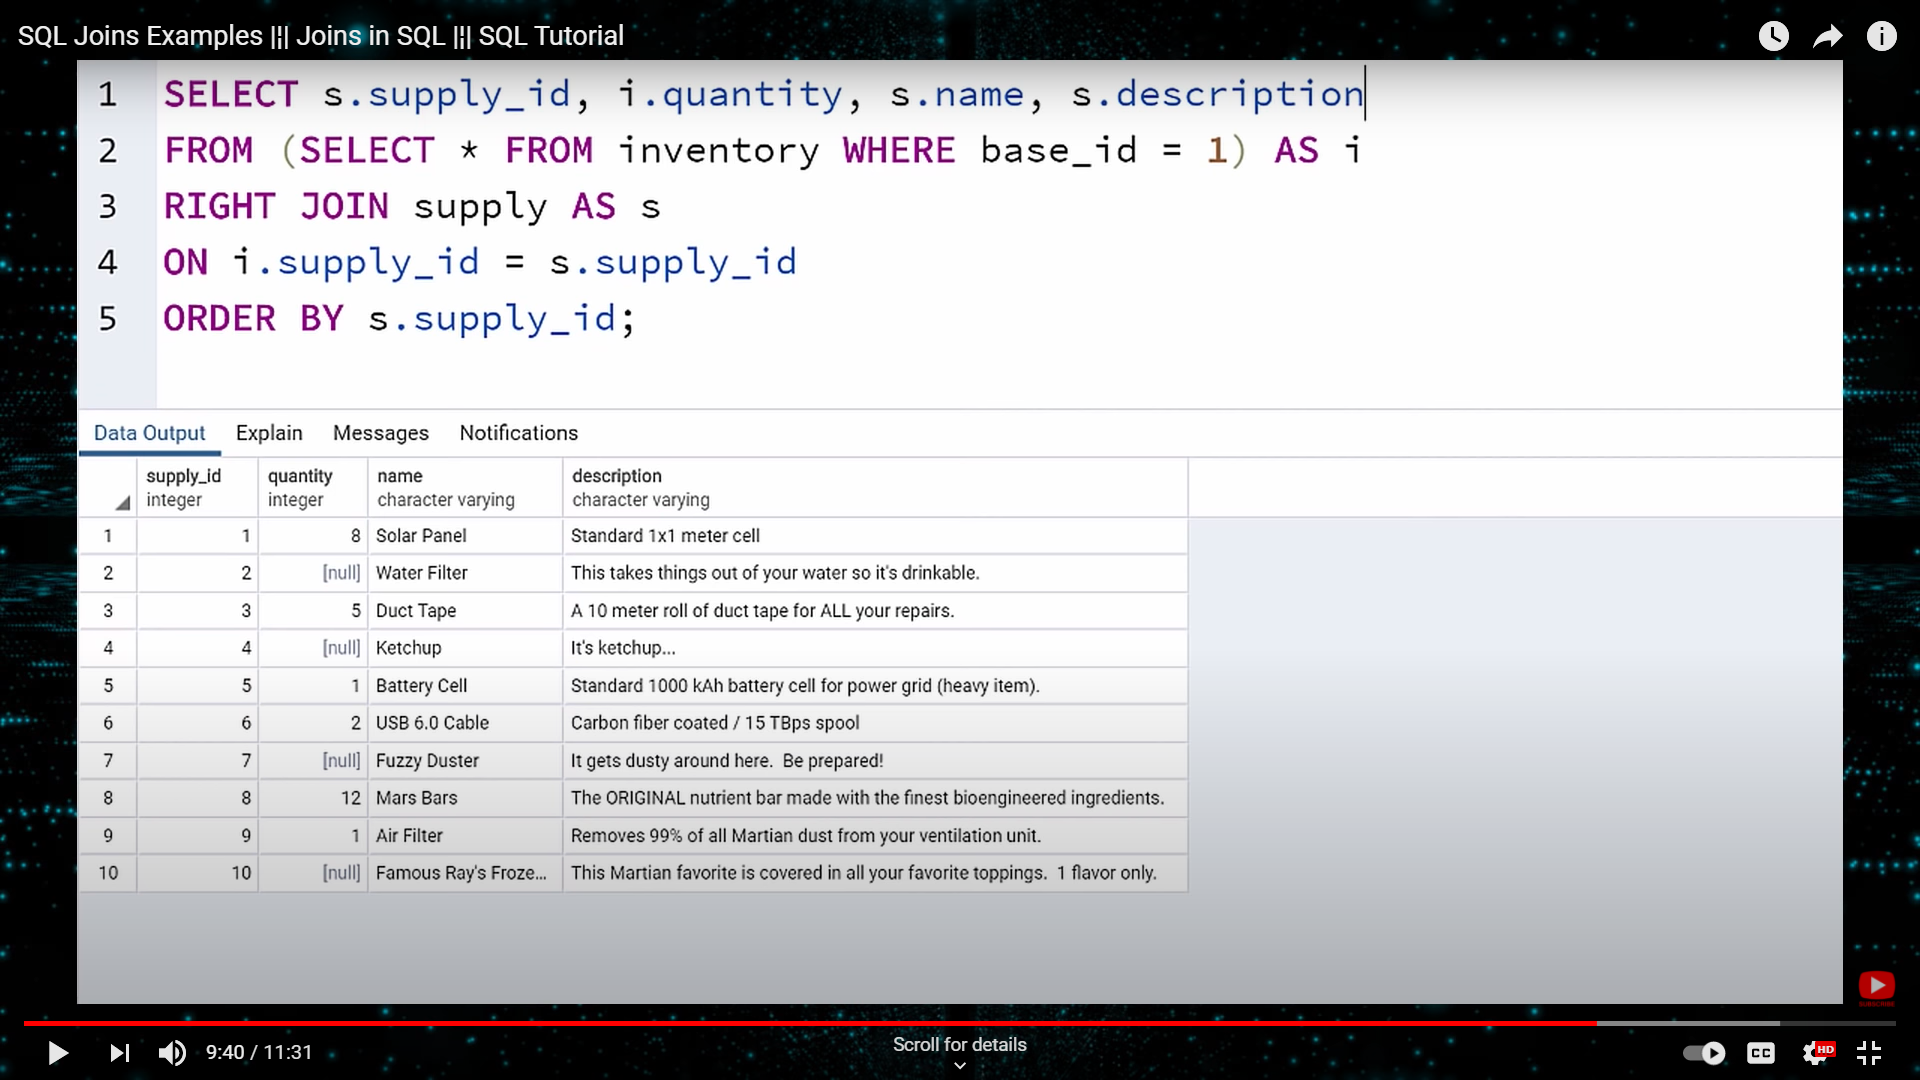 SQL Joins Examples |¦| Joins in SQL |¦| SQL Tutorial
1 SELECT s.supply_id, i.quantity, s.name, s.description
2 FROM (SELECT * FROM inventory WHERE base_id = 1) AS i
3 RIGHT JOIN supply AS s
4 ON i.supply_id = s.supply_id
5 ORDER BY s.supply_id;
Data Output Explain Messages Notifications
supply_id quantity name description
integer integer character varying character varying
1 1 8 Solar Panel Standard 1x1 meter cell
2 2 [null] Water Filter This takes things out of your water so it's drinkable.
3 3 5 Duct Tape A 10 meter roll of duct tape for ALL your repairs.
4 4 [null] Ketchup It's ketchup...
5 5 1 Battery Cell Standard 1000 kAh battery cell for power grid (heavy item).
6 6 2 USB 6.0 Cable Carbon fiber coated / 15 TBps spool
7 7 [null] Fuzzy Duster It gets dusty around here.  Be prepared!
8 8 12 Mars Bars The ORIGINAL nutrient bar made with the finest bioengineered ingredients.
9 9 1 Air Filter Removes 99% of all Martian dust from your ventilation unit.
10 10 [null] Famous Ray's Froze... This Martian favorite is covered in all your favorite toppings.  1 flavor only.
SUBSCRIBE
9:40 / 11:31 Scroll for details CC HD